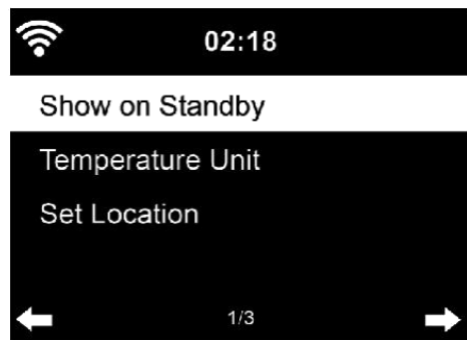 02:18
Show on Standby
Temperature Unit
Set Location
1/3